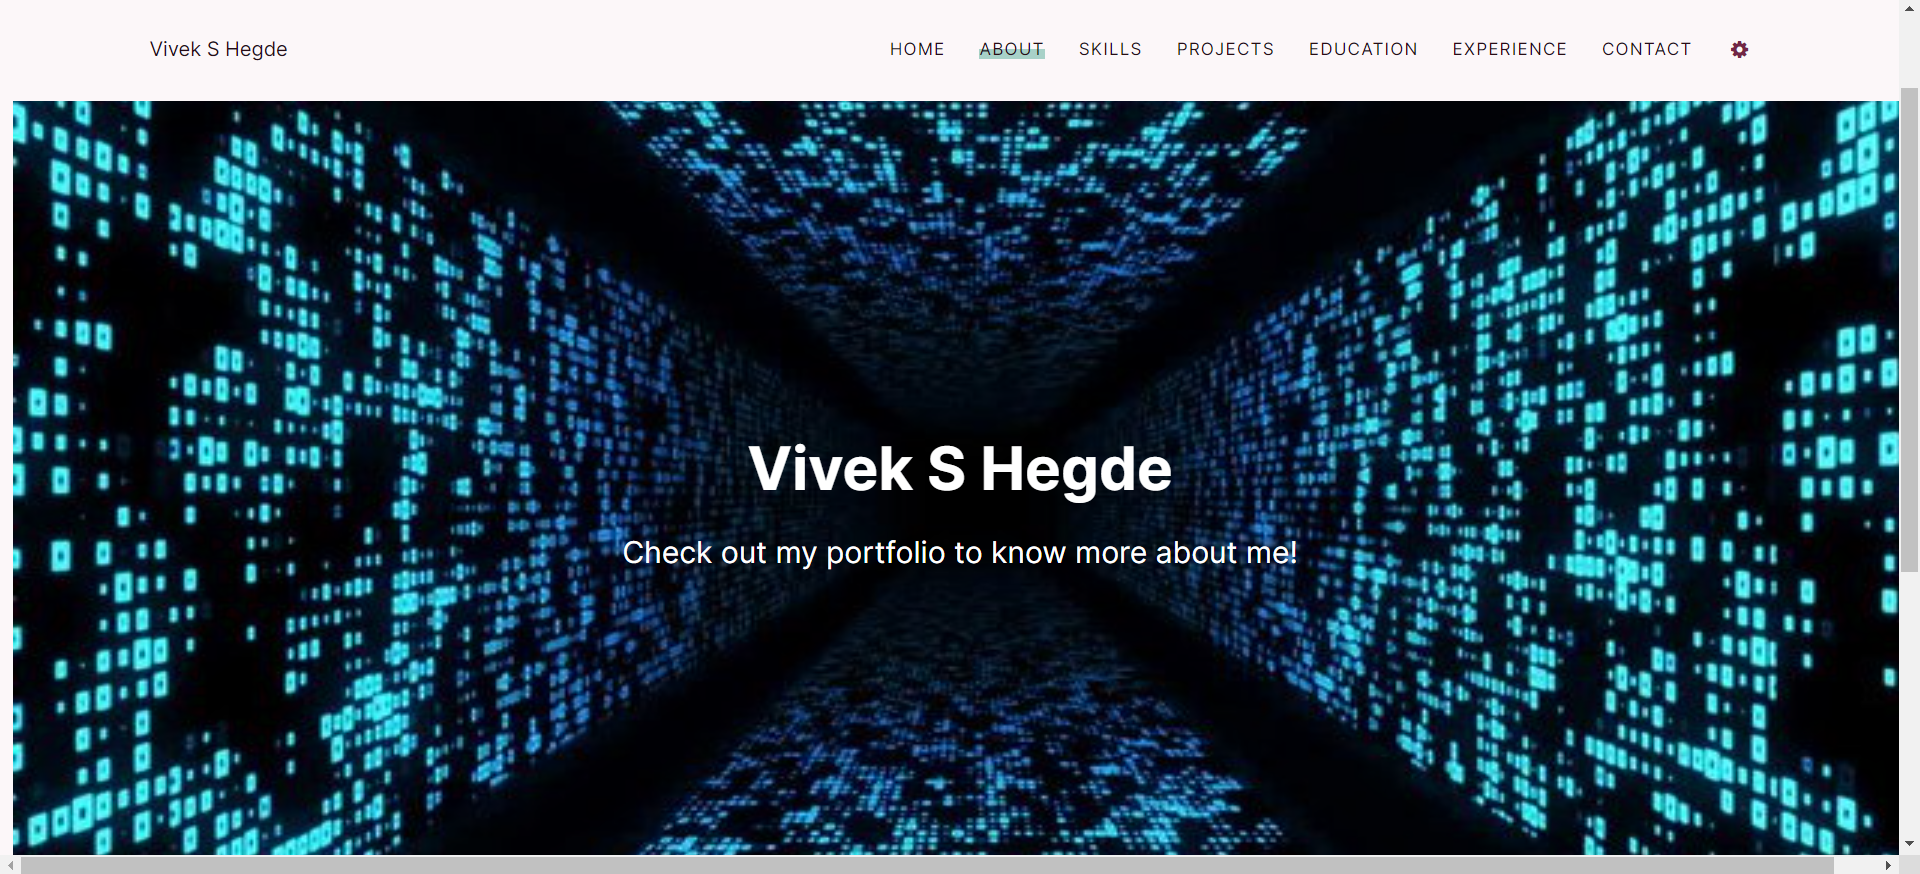 Vivek S Hegde
HOME ABOUT SKILLS PROJECTS EDUCATION EXPERIENCE CONTACT
Vivek S Hegde
Check out my portfolio to know more about me!